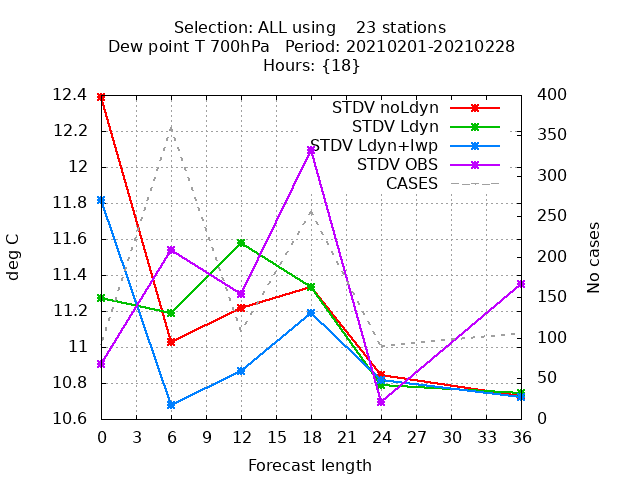 Selection: ALL using 23 stations
Dew point T 700hPa Period: 20210201-20210228
Hours: {18}
12.4
12.2
12
11.8
11.6
11.4
11.2
11
10.8
10.6
deg C
STDV noLdyn
STDV Ldyn
STDV Ldyn+lwp
STDV OBS
CASES
400
350
300
250
200
150
100
50
0
No cases
0 3 6 9 12 15 18 21 24 27 30 33 36
Forecast length